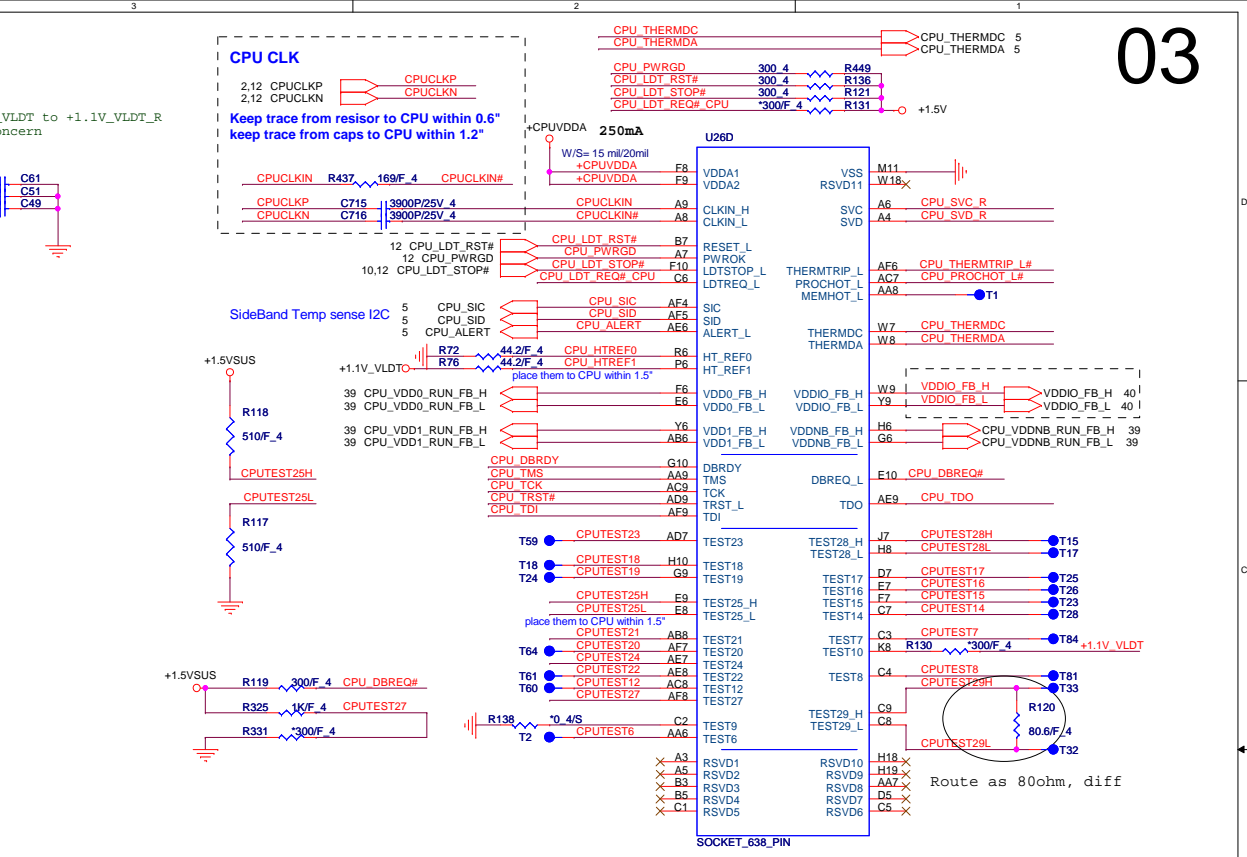 3 2 1
03
CPU CLK
2,12 CPUCLKP CPUCLKP
2,12 CPUCLKN CPUCLKN
Keep trace from resisor to CPU within 0.6"
keep trace from caps to CPU within 1.2"
CPUCLKIN R437 169/F_4 CPUCLKIN#
CPUCLKP C715 3900P/25V_4 CPUCLKIN
CPUCLKN C716 3900P/25V_4 CPUCLKIN#
_VLDT to +1.1V_VLDT_R
oncern
C61
C51
C49
CPU_THERMDC CPU_THERMDC 5
CPU_THERMDA CPU_THERMDA 5
CPU_PWRGD 300_4 R449
CPU_LDT_RST# 300_4 R136
CPU_LDT_STOP# 300_4 R121
CPU_LDT_REQ#_CPU *300/F_4 R131
+1.5V
+CPUVDDA 250mA
W/S= 15 mil/20mil
U26D
+CPUVDDA F8 VDDA1
+CPUVDDA F9 VDDA2
A9 CLKIN_H
A8 CLKIN_L
12 CPU_LDT_RST# CPU_LDT_RST# B7 RESET_L
12 CPU_PWRGD CPU_PWRGD A7 PWROK
10,12 CPU_LDT_STOP# CPU_LDT_STOP# F10 LDTSTOP_L
CPU_LDT_REQ#_CPU C6 LDTREQ_L
SideBand Temp sense I2C
5 CPU_SIC CPU_SIC AF4 SIC
5 CPU_SID CPU_SID AF5 SID
5 CPU_ALERT CPU_ALERT AE6 ALERT_L
R72 44.2/F_4 CPU_HTREF0 R6 HT_REF0
+1.1V_VLDT R76 44.2/F_4 CPU_HTREF1 P6 HT_REF1
place them to CPU within 1.5"
39 CPU_VDD0_RUN_FB_H F6 VDD0_FB_H
39 CPU_VDD0_RUN_FB_L E6 VDD0_FB_L
39 CPU_VDD1_RUN_FB_H Y6 VDD1_FB_H
39 CPU_VDD1_RUN_FB_L AB6 VDD1_FB_L
CPU_DBRDY G10 DBRDY
CPU_TMS AA9 TMS
CPU_TCK AC9 TCK
CPU_TRST# AD9 TRST_L
CPU_TDI AF9 TDI
T59 CPUTEST23 AD7 TEST23
T18 CPUTEST18 H10 TEST18
T24 CPUTEST19 G9 TEST19
CPUTEST25H E9 TEST25_H
CPUTEST25L E8 TEST25_L
place them to CPU within 1.5"
CPUTEST21 AB8 TEST21
T64 CPUTEST20 AF7 TEST20
CPUTEST24 AE7 TEST24
T61 CPUTEST22 AE8 TEST22
T60 CPUTEST12 AC8 TEST12
CPUTEST27 AF8 TEST27
R138 *0_4/S C2 TEST9
T2 CPUTEST6 AA6 TEST6
A3 RSVD1
A5 RSVD2
B3 RSVD3
B5 RSVD4
C1 RSVD5
VSS M11
RSVD11 W18
SVC A6 CPU_SVC_R
SVD A4 CPU_SVD_R
THERMTRIP_L AF6 CPU_THERMTRIP_L#
PROCHOT_L AC7 CPU_PROCHOT_L#
MEMHOT_L AA8 T1
THERMDC W7 CPU_THERMDC
THERMDA W8 CPU_THERMDA
VDDIO_FB_H W9 VDDIO_FB_H VDDIO_FB_H 40
VDDIO_FB_L Y9 VDDIO_FB_L VDDIO_FB_L 40
VDDNB_FB_H H6 CPU_VDDNB_RUN_FB_H 39
VDDNB_FB_L G6 CPU_VDDNB_RUN_FB_L 39
DBREQ_L E10 CPU_DBREQ#
TDO AE9 CPU_TDO
TEST28_H J7 CPUTEST28H T15
TEST28_L H8 CPUTEST28L T17
TEST17 D7 CPUTEST17 T25
TEST16 E7 CPUTEST16 T26
TEST15 F7 CPUTEST15 T23
TEST14 C7 CPUTEST14 T28
TEST7 C3 CPUTEST7 T84
TEST10 K8 R130 *300/F_4 +1.1V_VLDT
TEST8 C4 CPUTEST8 T81
CPUTEST29H T33
TEST29_H C9 R120
TEST29_L C8 80.6/F_4
CPUTEST29L T32
RSVD10 H18
RSVD9 H19
RSVD8 AA7
RSVD7 D5
RSVD6 C5
Route as 80ohm, diff
SOCKET_638_PIN
+1.5VSUS
R118
510/F_4
CPUTEST25H
CPUTEST25L
R117
510/F_4
+1.5VSUS
R119 300/F_4 CPU_DBREQ#
R325 1K/F_4 CPUTEST27
R331 *300/F_4
D
C